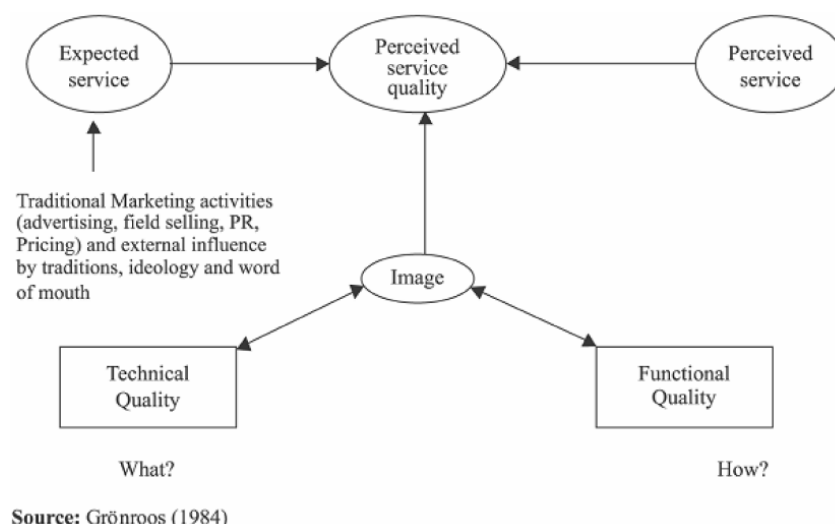 Expected
service
Perceived
service
quality
Perceived
service
Traditional Marketing activities
(advertising, field selling, PR,
Pricing) and external influence
by traditions, ideology and word
of mouth
Image
Technical
Quality
Functional
Quality
What?
How?
Source: Grönroos (1984)